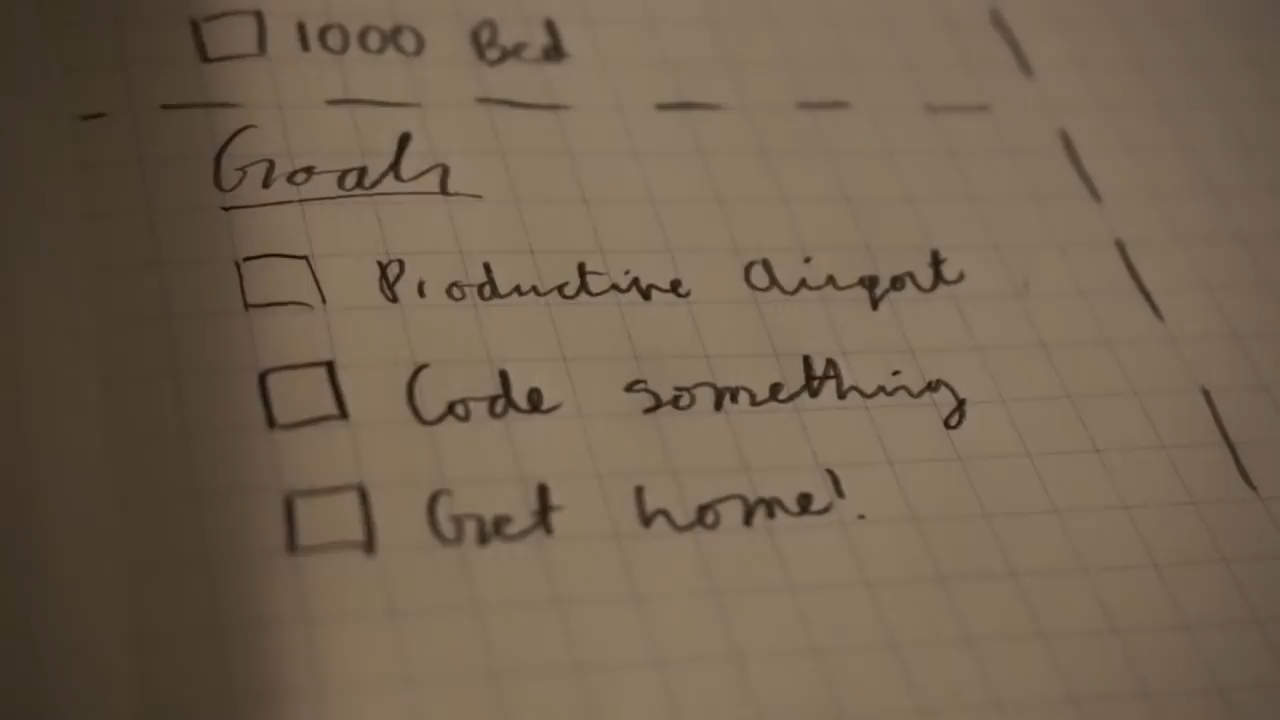 1000 Bed
Goals
Productive airport
Code something
Get home!